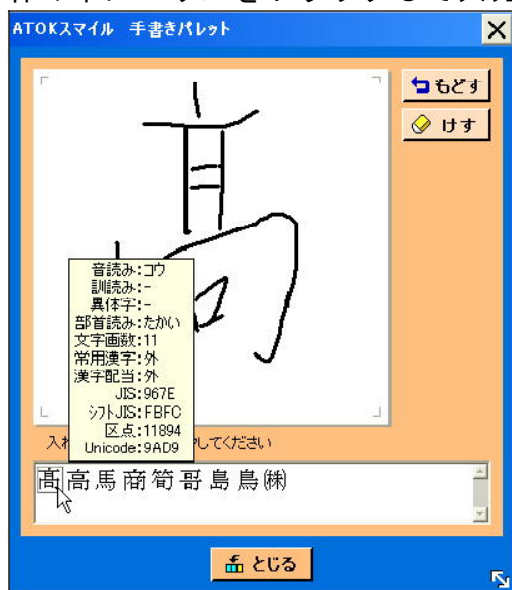 ATOKスマイル 手書きパレット
もどす
けす
髙
音読み:コウ
訓読み:-
異体字:-
部首読み:たかい
文字画数:11
常用漢字:外
漢字配当:外
JIS:967E
シフトJIS:FBFC
区点:11894
Unicode:9AD9
してください
髙高馬商筍哥島鳥㈱
とじる